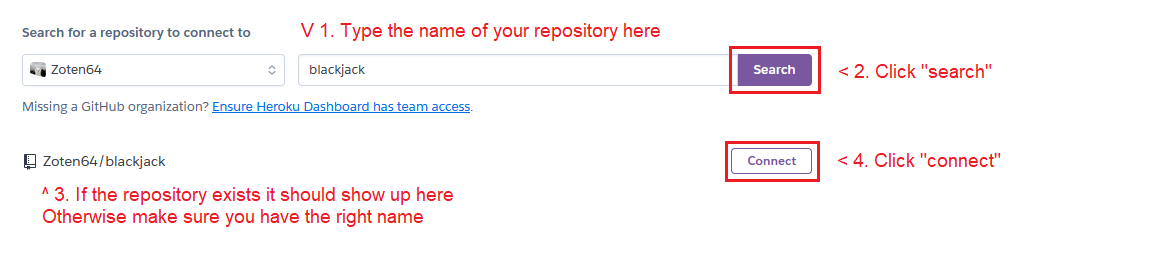 Search for a repository to connect to
V 1. Type the name of your repository here
Zoten64
blackjack
Search
< 2. Click "search"
Missing a GitHub organization? Ensure Heroku Dashboard has team access.
Zoten64/blackjack
Connect
< 4. Click "connect"
^ 3. If the repository exists it should show up here
Otherwise make sure you have the right name